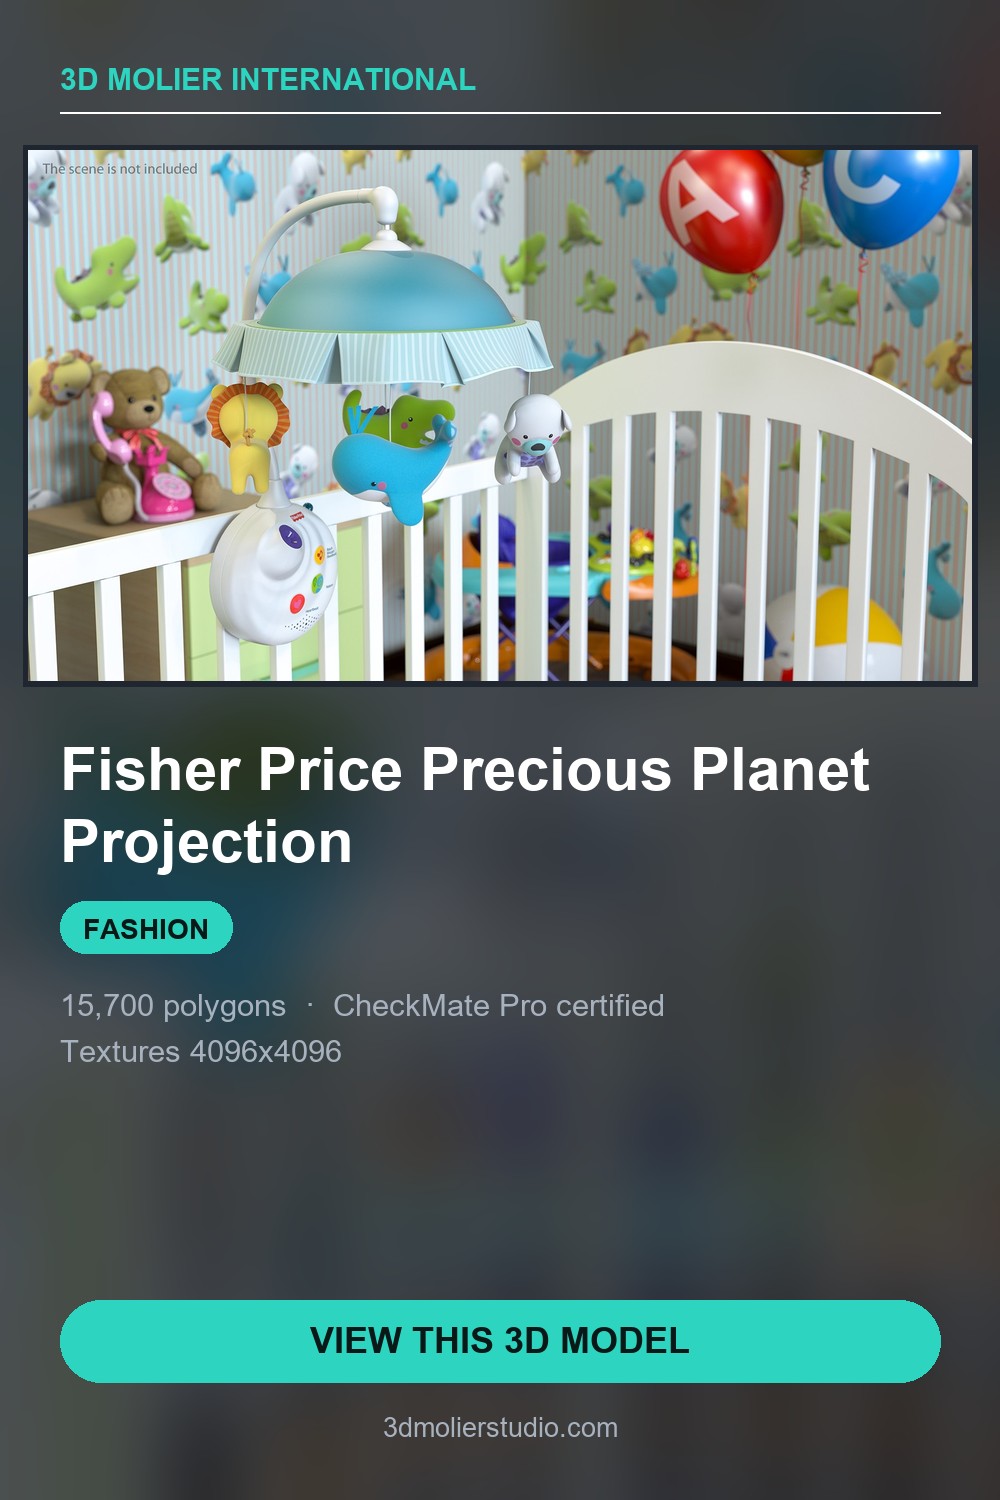 3D MOLIER INTERNATIONAL
The scene is not included
A
C
Fisher Price Precious Planet
Projection
FASHION
15,700 polygons · CheckMate Pro certified
Textures 4096x4096
VIEW THIS 3D MODEL
3dmolierstudio.com